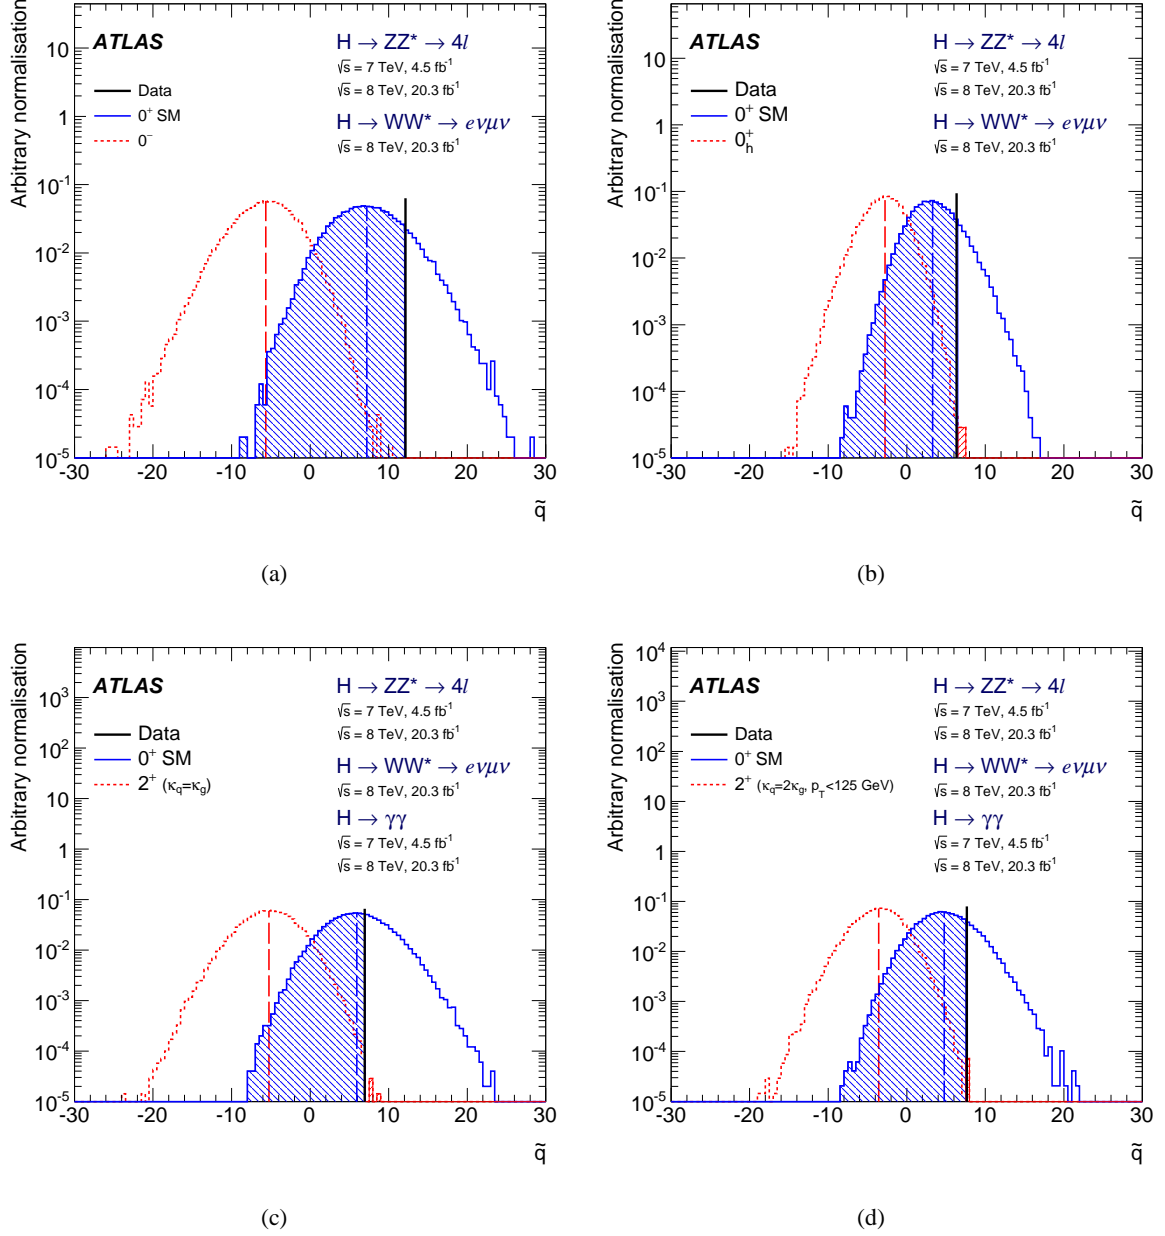 Arbitrary normalisation
10
1
10⁻¹
10⁻²
10⁻³
10⁻⁴
10⁻⁵
ATLAS
Data
0⁺ SM
0⁻
H → ZZ* → 4l
√s = 7 TeV, 4.5 fb⁻¹
√s = 8 TeV, 20.3 fb⁻¹
H → WW* → eνμν
√s = 8 TeV, 20.3 fb⁻¹
-30 -20 -10 0 10 20 30
q̃
(a)
Arbitrary normalisation
10
1
10⁻¹
10⁻²
10⁻³
10⁻⁴
10⁻⁵
ATLAS
Data
0⁺ SM
0⁺ₕ
H → ZZ* → 4l
√s = 7 TeV, 4.5 fb⁻¹
√s = 8 TeV, 20.3 fb⁻¹
H → WW* → eνμν
√s = 8 TeV, 20.3 fb⁻¹
-30 -20 -10 0 10 20 30
q̃
(b)
Arbitrary normalisation
10³
10²
10
1
10⁻¹
10⁻²
10⁻³
10⁻⁴
10⁻⁵
ATLAS
Data
0⁺ SM
2⁺ (κ_q=κ_g)
H → ZZ* → 4l
√s = 7 TeV, 4.5 fb⁻¹
√s = 8 TeV, 20.3 fb⁻¹
H → WW* → eνμν
√s = 8 TeV, 20.3 fb⁻¹
H → γγ
√s = 7 TeV, 4.5 fb⁻¹
√s = 8 TeV, 20.3 fb⁻¹
-30 -20 -10 0 10 20 30
q̃
(c)
Arbitrary normalisation
10⁴
10³
10²
10
1
10⁻¹
10⁻²
10⁻³
10⁻⁴
10⁻⁵
ATLAS
Data
0⁺ SM
2⁺ (κ_q=2κ_g, p_T<125 GeV)
H → ZZ* → 4l
√s = 7 TeV, 4.5 fb⁻¹
√s = 8 TeV, 20.3 fb⁻¹
H → WW* → eνμν
√s = 8 TeV, 20.3 fb⁻¹
H → γγ
√s = 7 TeV, 4.5 fb⁻¹
√s = 8 TeV, 20.3 fb⁻¹
-30 -20 -10 0 10 20 30
q̃
(d)